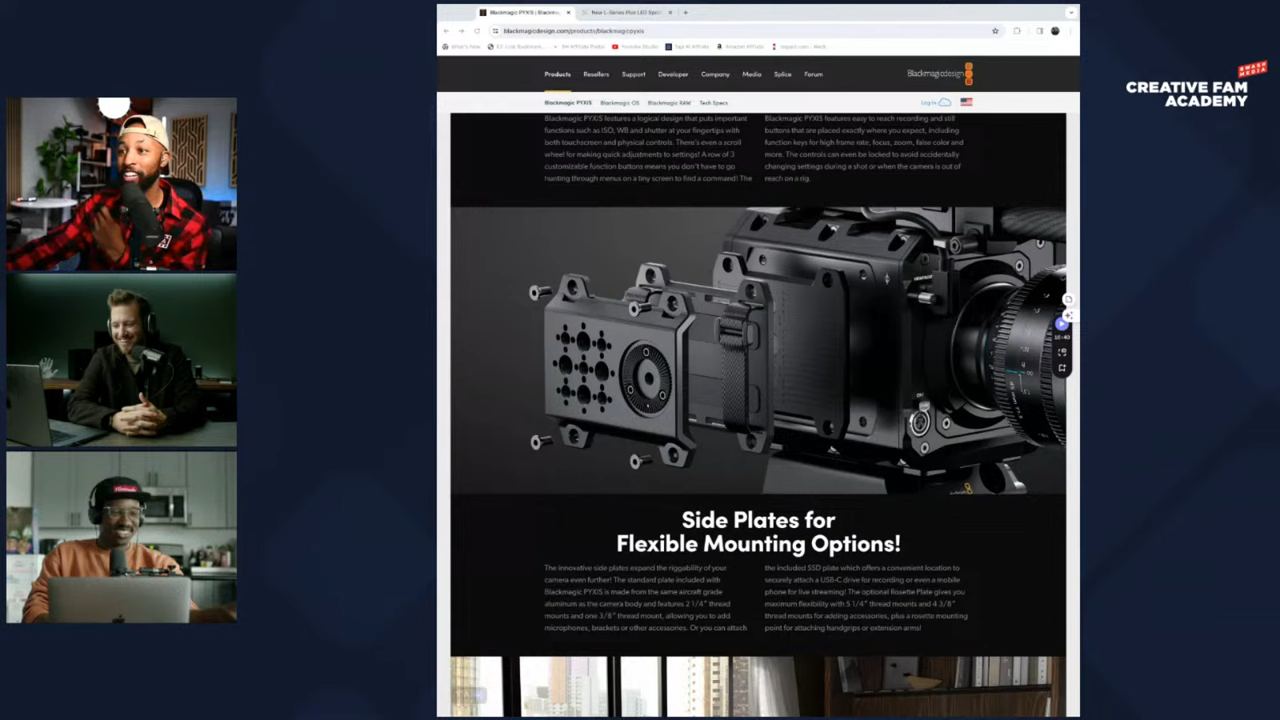 Blackmagic PYXIS | Blackma...
New L-Series Plus LED Spotl
blackmagicdesign.com/products/blackmagicpyxis
What's New
BM Affiliate Portal
Youtube Studio
Amazon Affiliate
SWASH
MEDIA
CREATIVE FAM
ACADEMY
Products
Resellers
Support
Developer
Company
Media
Splice
Forum
Blackmagicdesign
Blackmagic PYXIS
Blackmagic OS
Blackmagic RAW
Tech Specs
Log In
Blackmagic PYXIS features a logical design that puts important
functions such as ISO, WB and shutter at your fingertips with
both touchscreen and physical controls. There's even a scroll
wheel for making quick adjustments to settings! A row of 3
customizable function buttons means you don't have to go
hunting through menus on a tiny screen to find a command! The
Blackmagic PYXIS features easy to reach recording and still
buttons that are placed exactly where you expect, including
function keys for high frame rate, focus, zoom, false color and
more. The controls can even be locked to avoid accidentally
changing settings during a shot or when the camera is out of
reach on a rig.
Side Plates for
Flexible Mounting Options!
The innovative side plates expand the riggability of your
camera even further! The standard plate included with
Blackmagic PYXIS is made from the same aircraft grade
aluminum as the camera body and features 2 1/4" thread
mounts and one 3/8" thread mount, allowing you to add
microphones, brackets or other accessories. Or you can attach
the included SSD plate which offers a convenient location to
securely attach a USB-C drive for recording or even a mobile
phone for live streaming! The optional Rosette Plate gives you
maximum flexibility with 5 1/4" thread mounts and 4 3/8"
thread mounts for adding accessories, plus a rosette mounting
point for attaching handgrips or extension arms!